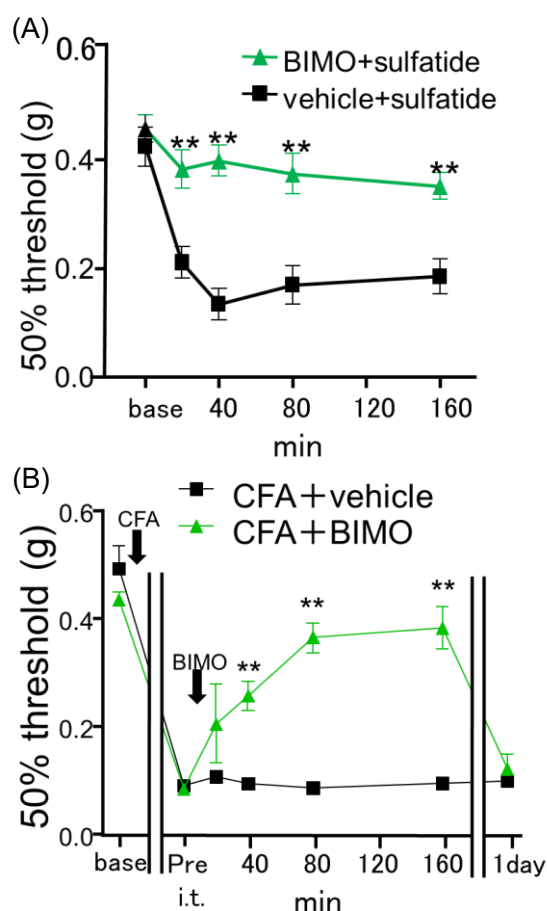 (A)
0.6
BIMO+sulfatide
vehicle+sulfatide
50% threshold (g)
** ** ** **
0.4
0.2
0.0
base 40 80 120 160
min
(B)
CFA+vehicle
CFA+BIMO
0.6
CFA
50% threshold (g)
** **
0.4
BIMO **
0.2
0.0
base Pre 40 80 120 160 1day
i.t. min